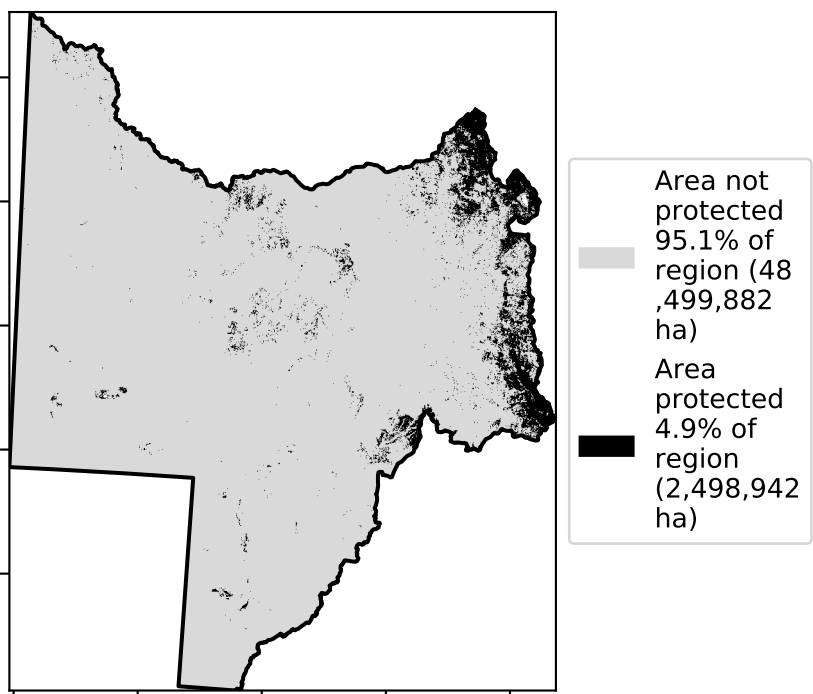 Area not
protected
95.1% of
region (48
,499,882
ha)
Area
protected
4.9% of
region
(2,498,942
ha)